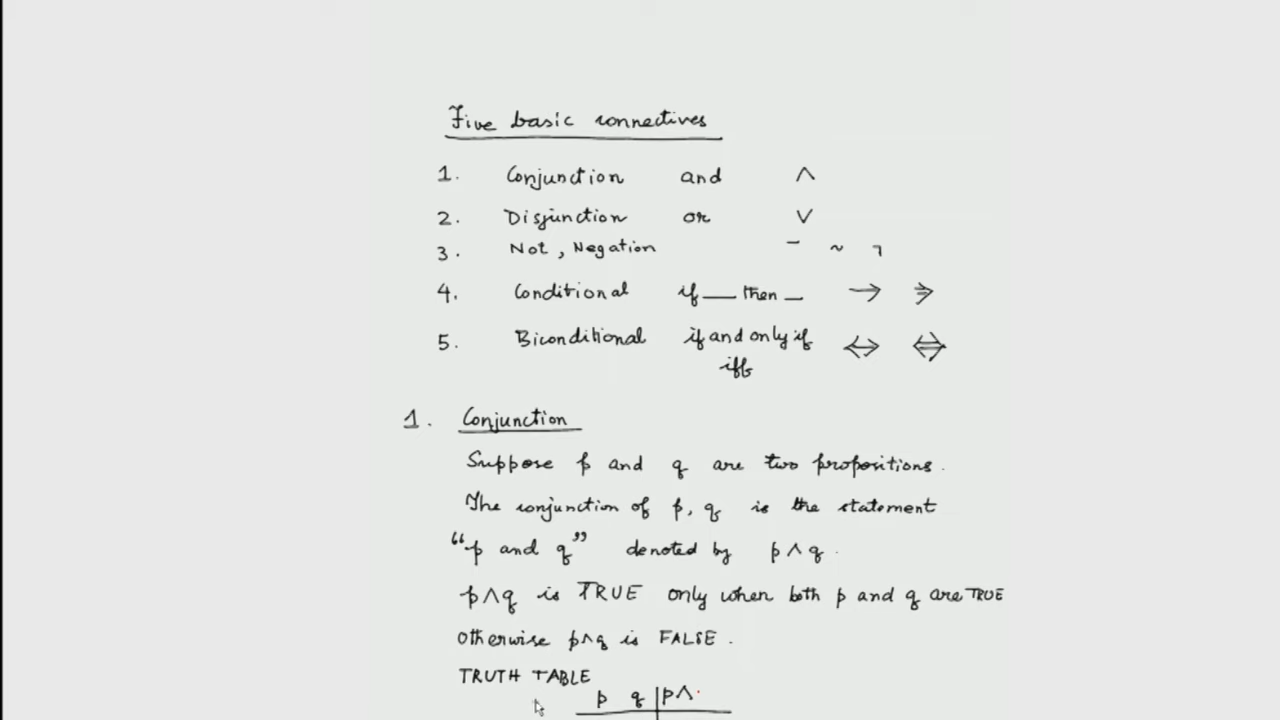 Five basic connectives
1. Conjunction and ∧
2. Disjunction or ∨
3. Not, Negation ¯ ~ ¬
4. Conditional if __ then __ → ⇒
5. Biconditional if and only if ↔ ⇔
iff
1. Conjunction
Suppose p and q are two propositions.
The conjunction of p, q is the statement
"p and q" denoted by p ∧ q.
p∧q is TRUE only when both p and q are TRUE
otherwise p∧q is FALSE.
TRUTH TABLE
p q | p∧